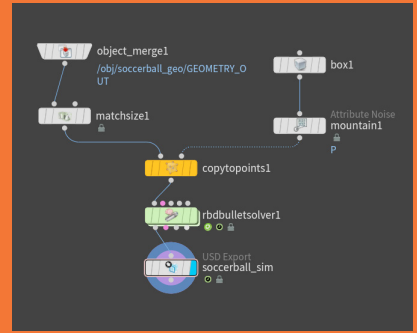 object_merge1
/obj/soccerball_geo/GEOMETRY_O
UT
box1
matchsize1
Attribute Noise
mountain1
P
copytopoints1
rbdbulletsolver1
USD Export
soccerball_sim